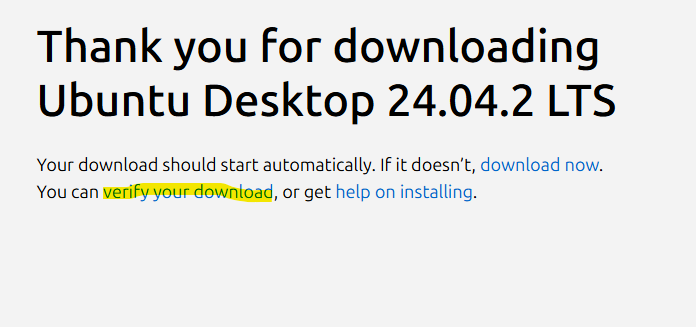 Thank you for downloading
Ubuntu Desktop 24.04.2 LTS
Your download should start automatically. If it doesn’t, download now.
You can verify your download, or get help on installing.